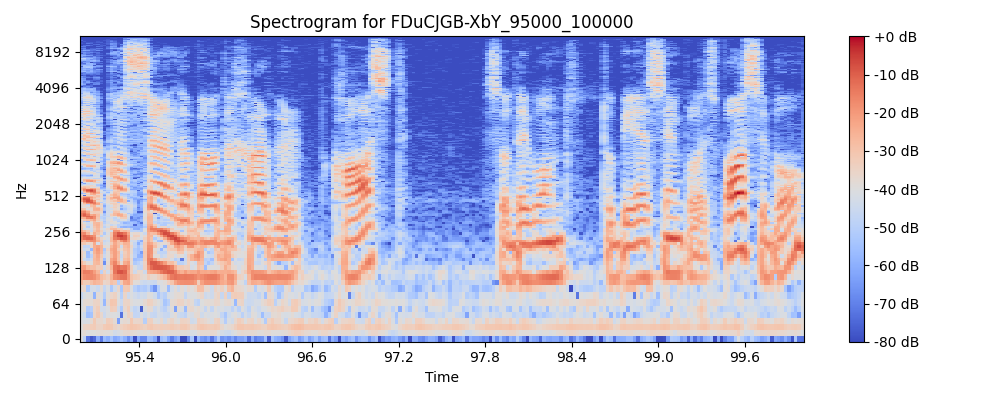 Spectrogram for FDuCJGB-XbY_95000_100000
8192
4096
2048
1024
512
256
128
64
0
Hz
95.4 96.0 96.6 97.2 97.8 98.4 99.0 99.6
Time
+0 dB
-10 dB
-20 dB
-30 dB
-40 dB
-50 dB
-60 dB
-70 dB
-80 dB